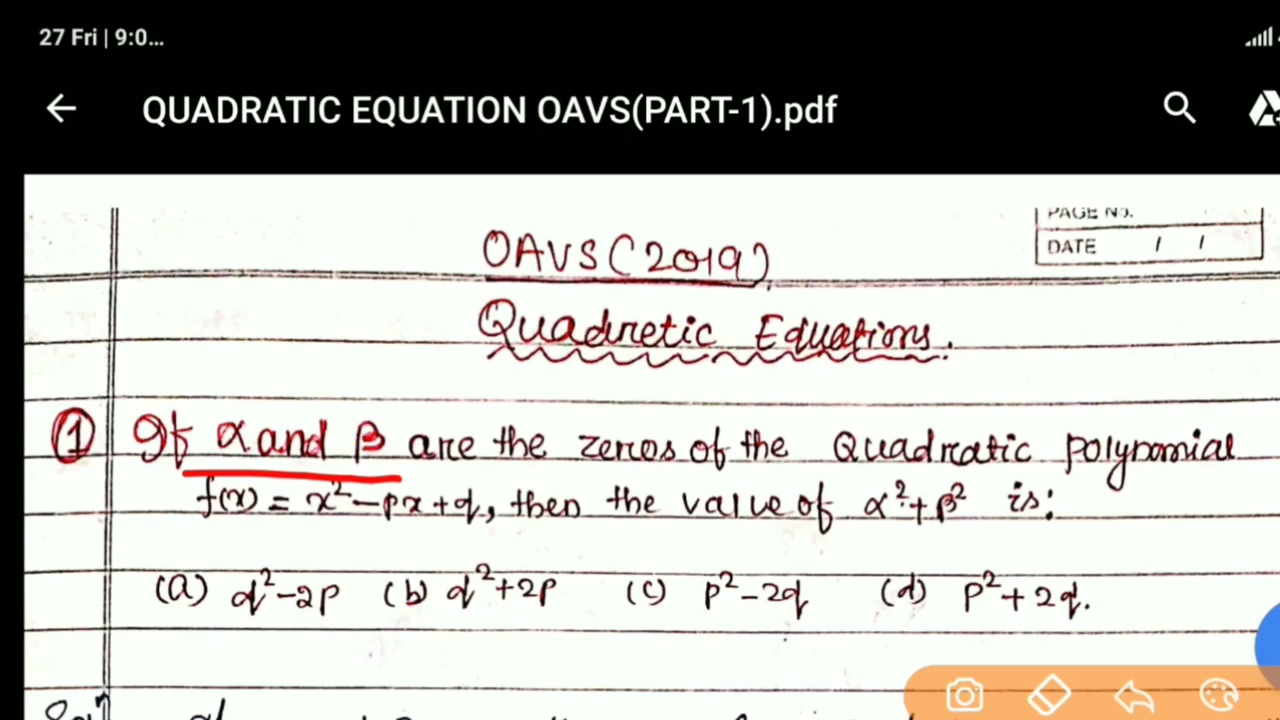 27 Fri | 9:0...
QUADRATIC EQUATION OAVS(PART-1).pdf
PAGE NO.
DATE / /
OAVS (2019)
Quadretic Equations.
① If α and β are the zeros of the Quadratic polynomial
f(x) = x² - px + q, then the value of α² + β² is:
(a) q² - 2p (b) q² + 2p (c) p² - 2q (d) p² + 2q.